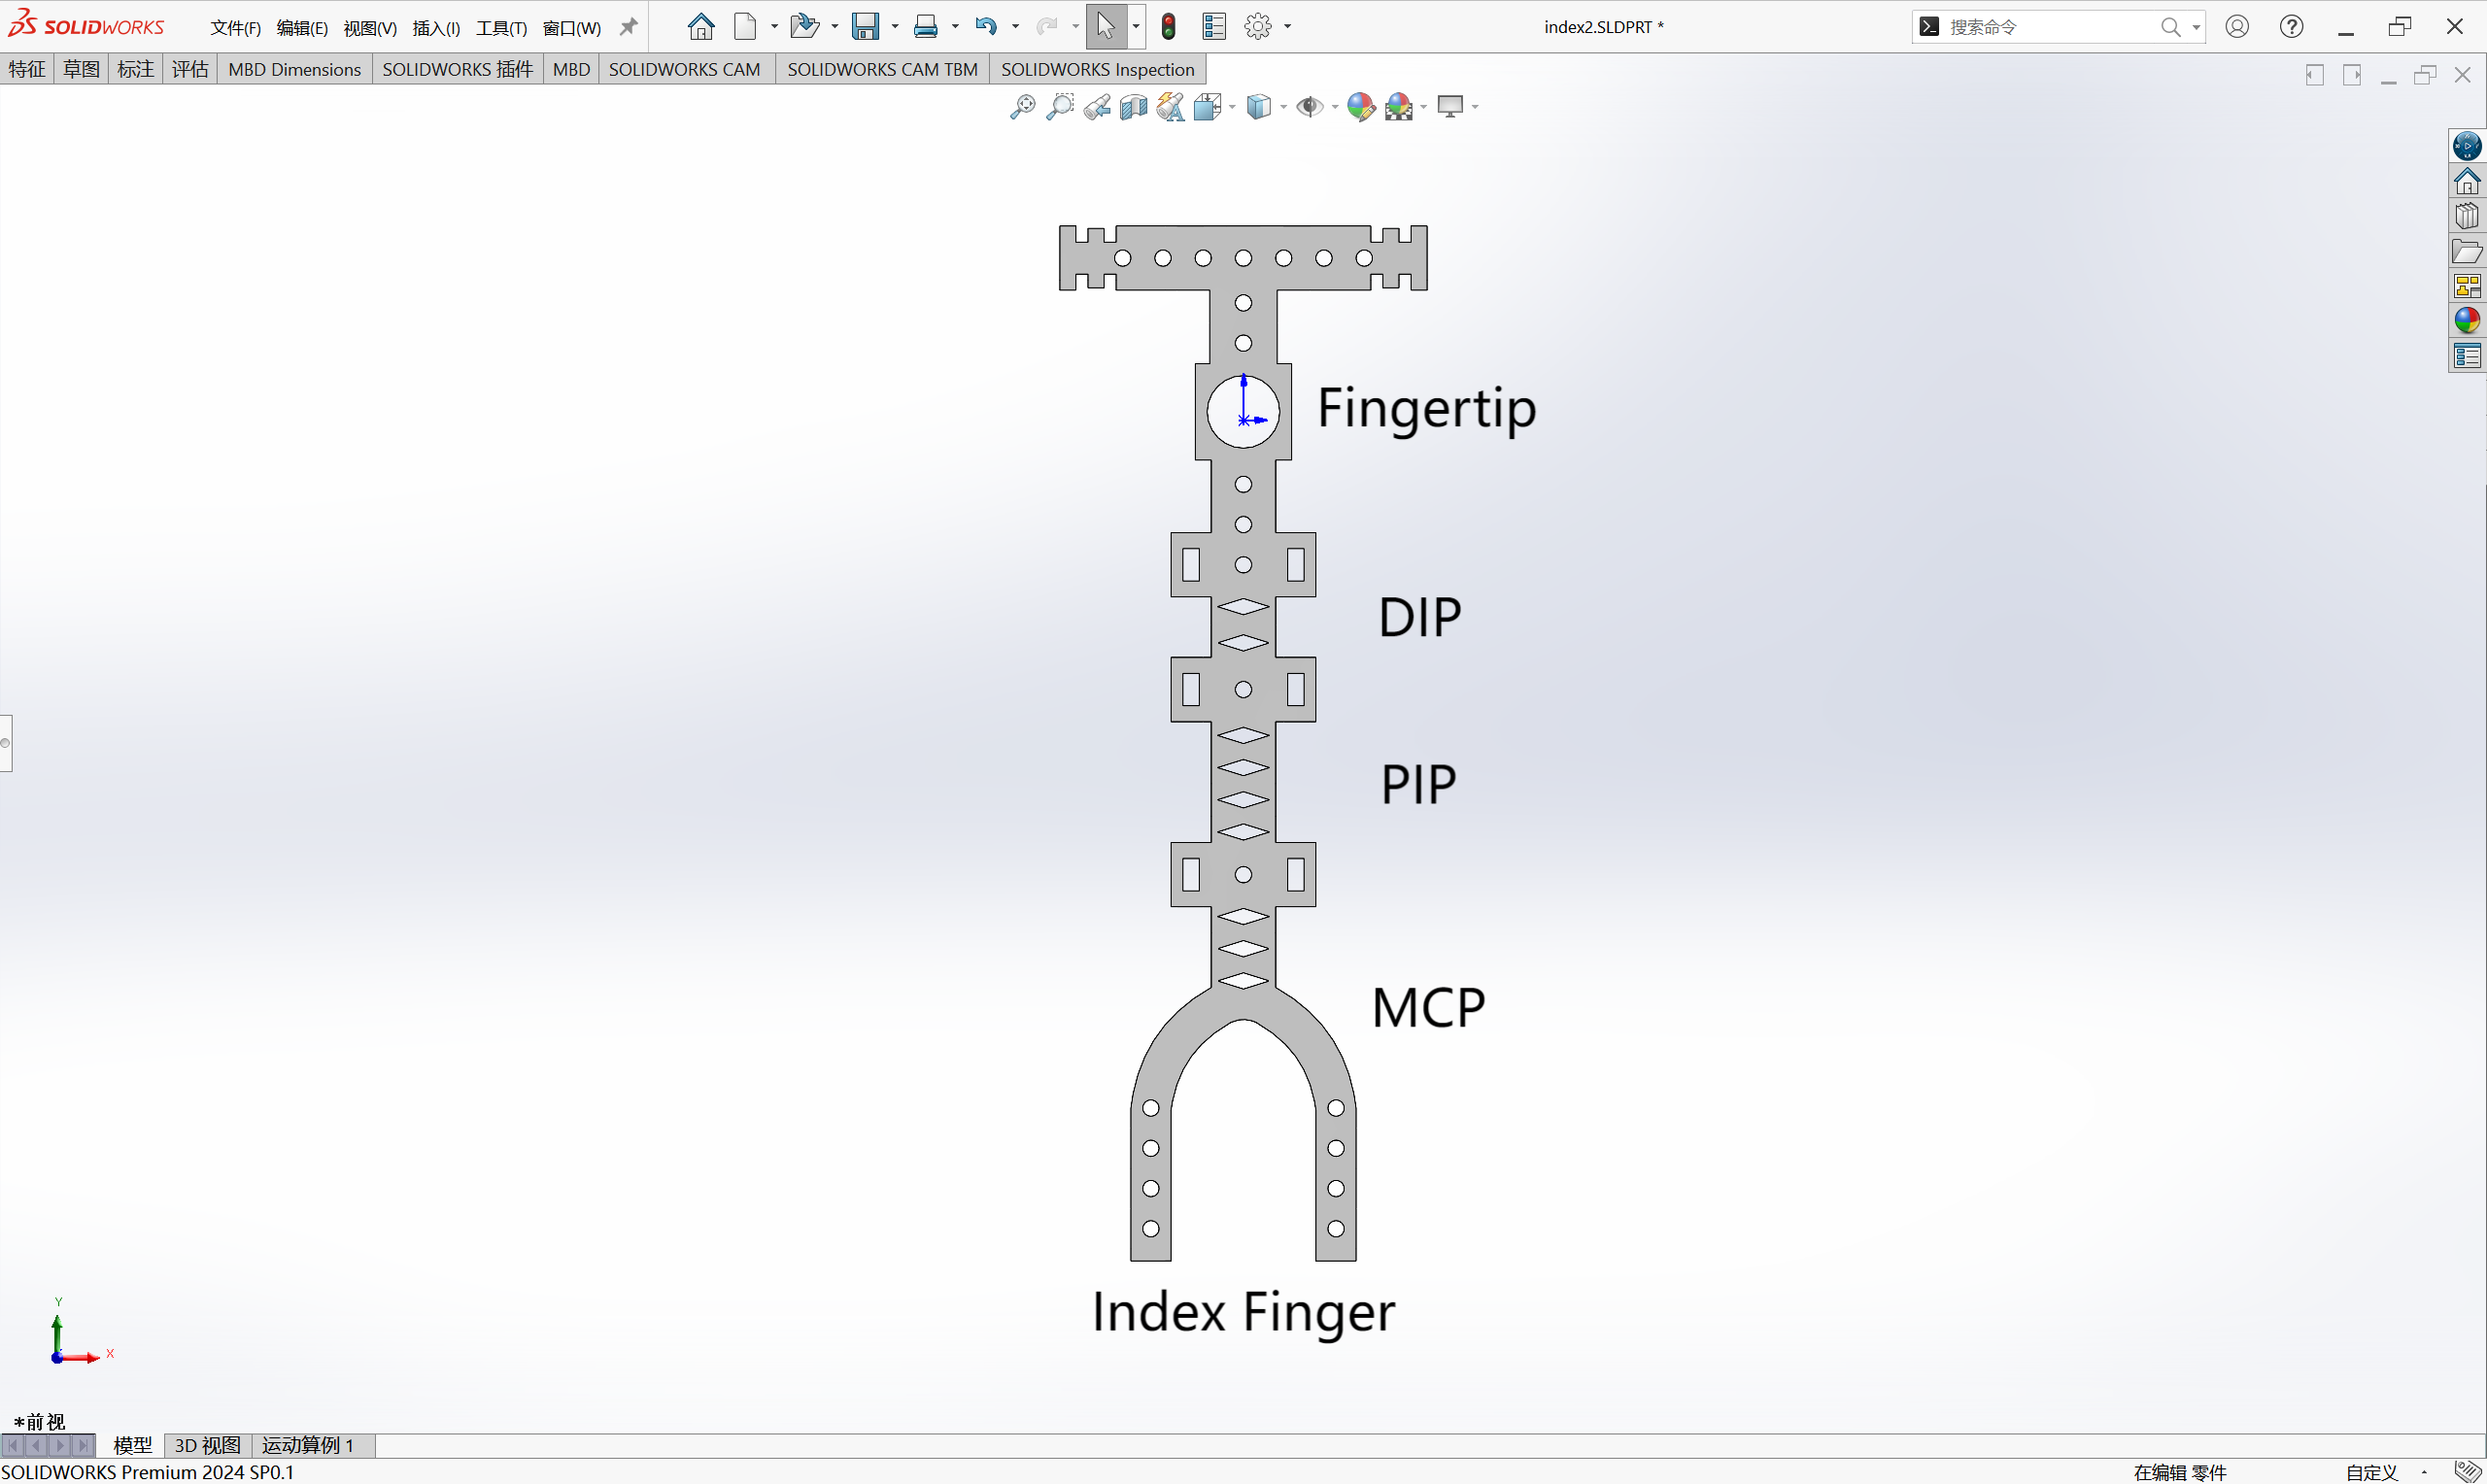 SOLIDWORKS 文件(F) 编辑(E) 视图(V) 插入(I) 工具(T) 窗口(W) index2.SLDPRT * 搜索命令
特征 草图 标注 评估 MBD Dimensions SOLIDWORKS 插件 MBD SOLIDWORKS CAM SOLIDWORKS CAM TBM SOLIDWORKS Inspection
Fingertip
DIP
PIP
MCP
Index Finger
Y
X
*前视
模型 3D 视图 运动算例 1
SOLIDWORKS Premium 2024 SP0.1 在编辑 零件 自定义